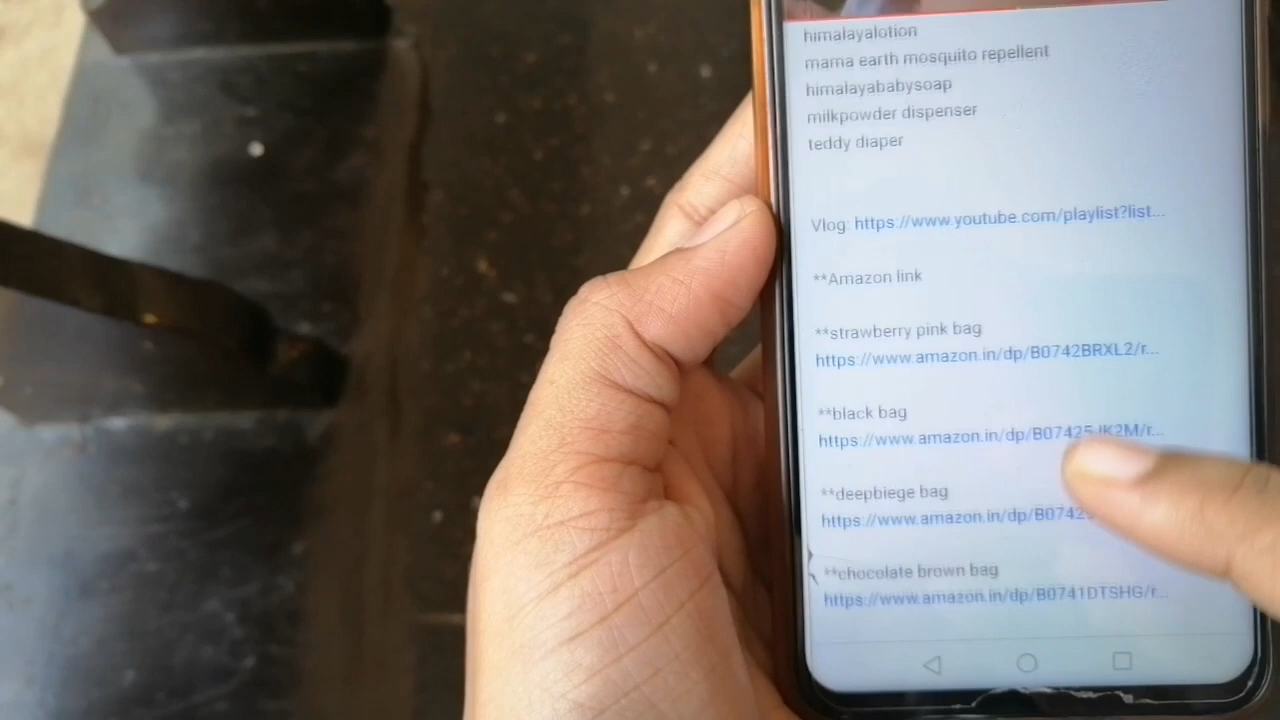 himalayalotion
mama earth mosquito repellent
himalayababysoap
milkpowder dispenser
teddy diaper
Vlog: https://www.youtube.com/playlist?list...
**Amazon link
**strawberry pink bag
https://www.amazon.in/dp/B0742BRXL2/r...
**black bag
https://www.amazon.in/dp/B07425JK2M/r...
**deepbiege bag
https://www.amazon.in/dp/B0742
**chocolate brown bag
https://www.amazon.in/dp/B0741DTSHG/r...